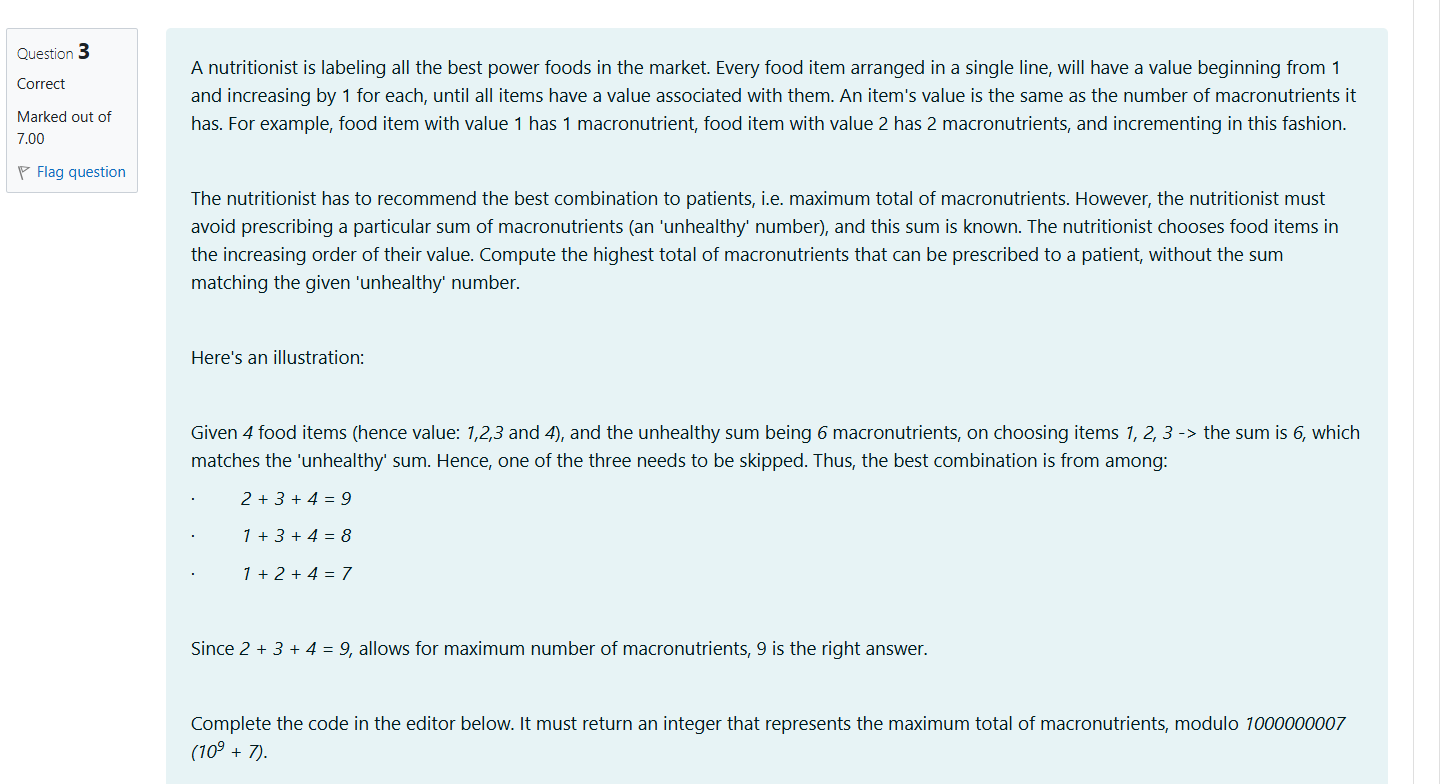 Question 3
Correct
Marked out of
7.00
Flag question
A nutritionist is labeling all the best power foods in the market. Every food item arranged in a single line, will have a value beginning from 1
and increasing by 1 for each, until all items have a value associated with them. An item's value is the same as the number of macronutrients it
has. For example, food item with value 1 has 1 macronutrient, food item with value 2 has 2 macronutrients, and incrementing in this fashion.
The nutritionist has to recommend the best combination to patients, i.e. maximum total of macronutrients. However, the nutritionist must
avoid prescribing a particular sum of macronutrients (an 'unhealthy' number), and this sum is known. The nutritionist chooses food items in
the increasing order of their value. Compute the highest total of macronutrients that can be prescribed to a patient, without the sum
matching the given 'unhealthy' number.
Here's an illustration:
Given 4 food items (hence value: 1,2,3 and 4), and the unhealthy sum being 6 macronutrients, on choosing items 1, 2, 3 -> the sum is 6, which
matches the 'unhealthy' sum. Hence, one of the three needs to be skipped. Thus, the best combination is from among:
· 2 + 3 + 4 = 9
· 1 + 3 + 4 = 8
· 1 + 2 + 4 = 7
Since 2 + 3 + 4 = 9, allows for maximum number of macronutrients, 9 is the right answer.
Complete the code in the editor below. It must return an integer that represents the maximum total of macronutrients, modulo 1000000007
(10⁹ + 7).